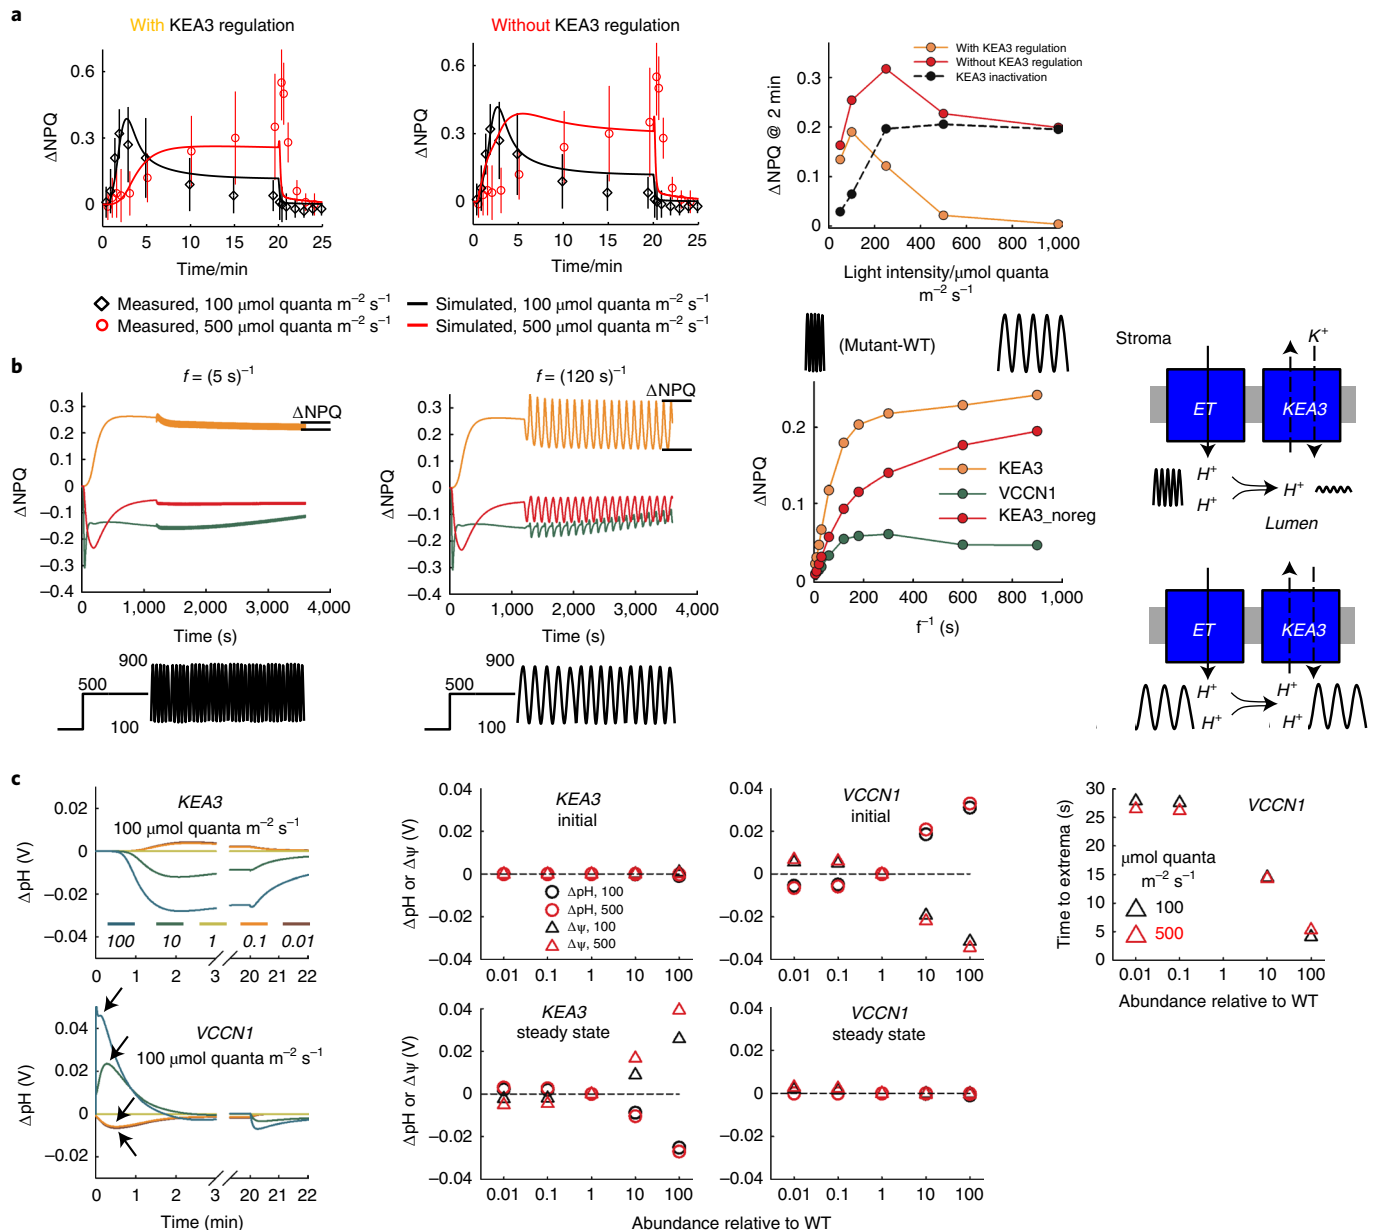 a
With KEA3 regulation
ΔNPQ
0.6
0.3
0
0 5 10 15 20 25
Time/min
Without KEA3 regulation
ΔNPQ
0.6
0.3
0
0 5 10 15 20 25
Time/min
With KEA3 regulation
Without KEA3 regulation
KEA3 inactivation
ΔNPQ @ 2 min
0.3
0.2
0.1
0
0 200 400 600 800 1,000
Light intensity/μmol quanta
m⁻² s⁻¹
Measured, 100 μmol quanta m⁻² s⁻¹
Simulated, 100 μmol quanta m⁻² s⁻¹
Measured, 500 μmol quanta m⁻² s⁻¹
Simulated, 500 μmol quanta m⁻² s⁻¹
b
f = (5 s)⁻¹
ΔNPQ
ΔNPQ
0.3
0.2
0.1
0
−0.1
−0.2
−0.3
−0.4
0 1,000 2,000 3,000 4,000
Time (s)
900
500
100
f = (120 s)⁻¹
ΔNPQ
ΔNPQ
0.3
0.2
0.1
0
−0.1
−0.2
−0.3
−0.4
0 1,000 2,000 3,000 4,000
Time (s)
900
500
100
(Mutant-WT)
ΔNPQ
0.2
0.1
0
KEA3
VCCN1
KEA3_noreg
0 200 400 600 800 1,000
f⁻¹ (s)
Stroma
K⁺
ET
KEA3
H⁺
H⁺
H⁺
Lumen
ET
KEA3
H⁺
H⁺
H⁺
H⁺
c
KEA3
100 μmol quanta m⁻² s⁻¹
ΔpH (V)
0.02
0
−0.02
−0.04
100 10 1 0.1 0.01
0 1 2 3 20 21 22
VCCN1
100 μmol quanta m⁻² s⁻¹
ΔpH (V)
0.04
0.02
0
−0.02
0 1 2 3 20 21 22
Time (min)
KEA3
initial
ΔpH or Δψ (V)
0.04
0.02
0
−0.02
−0.04
ΔpH, 100
ΔpH, 500
Δψ, 100
Δψ, 500
0.01 0.1 1 10 100
VCCN1
initial
0.04
0.02
0
−0.02
−0.04
0.01 0.1 1 10 100
KEA3
steady state
ΔpH or Δψ (V)
0.04
0.02
0
−0.02
−0.04
0.01 0.1 1 10 100
VCCN1
steady state
0.04
0.02
0
−0.02
−0.04
0.01 0.1 1 10 100
Abundance relative to WT
Time to extrema (s)
30
25
20
15
10
5
0
VCCN1
μmol quanta
m⁻² s⁻¹
100
500
0.01 0.1 1 10 100
Abundance relative to WT